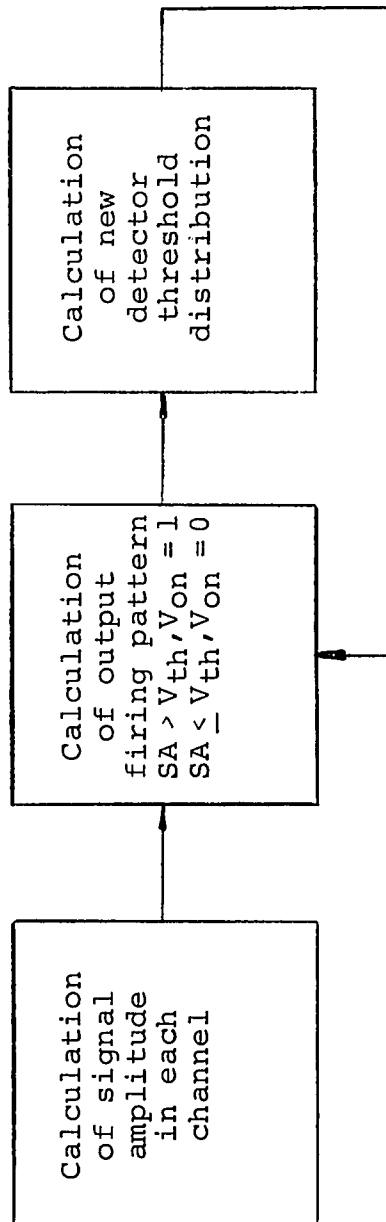 Calculation
of signal
amplitude
in each
channel
Calculation
of output
firing pattern
SA > Vth, Von = 1
SA ≤ Vth, Von = 0
Calculation
of new
detector
threshold
distribution